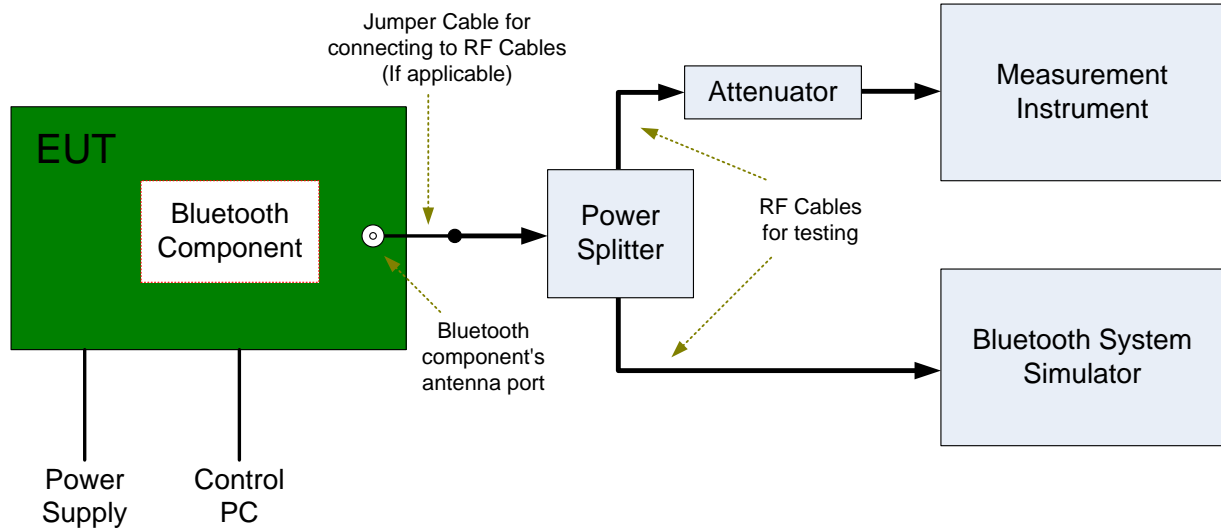 Jumper Cable for
connecting to RF Cables
(If applicable)
EUT
Bluetooth
Component
Power
Splitter
Attenuator
Measurement
Instrument
RF Cables
for testing
Bluetooth
component's
antenna port
Bluetooth System
Simulator
Power
Supply
Control
PC